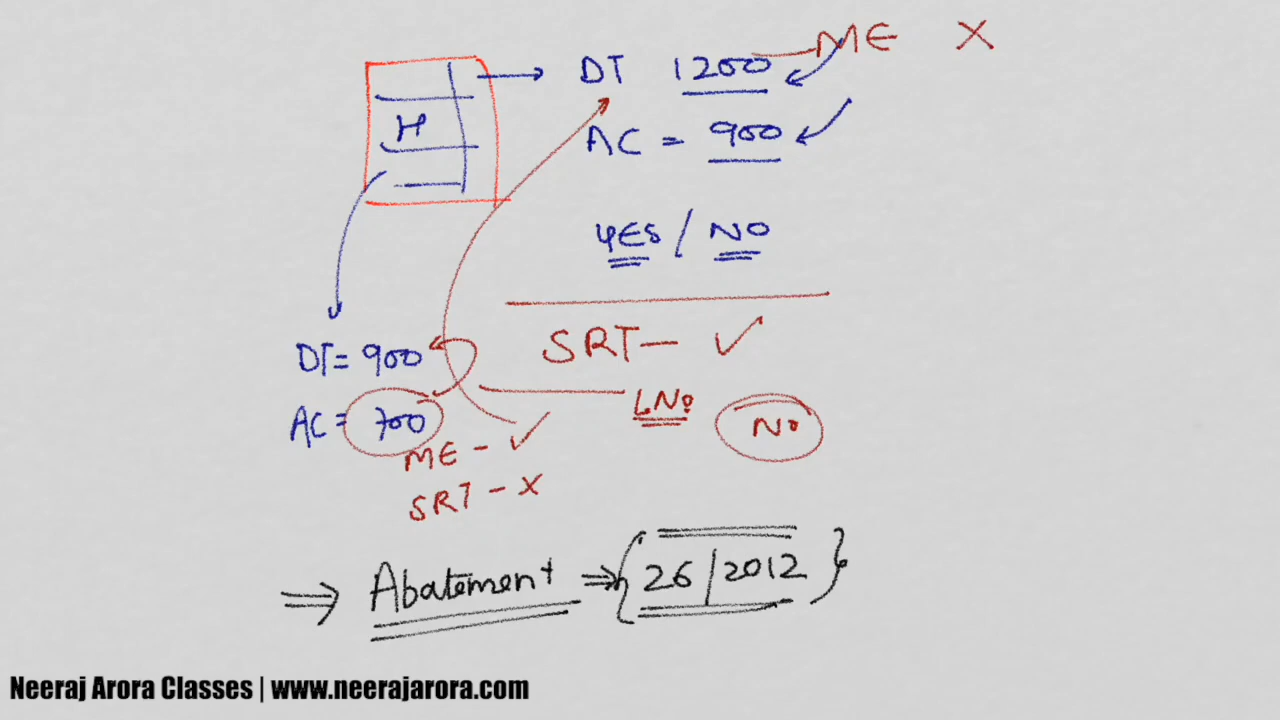 DT 1200 ME X
AC = 900
H
YES / NO
DT = 900
SRT - ✓
AC = 700
LNo
No
ME - ✓
SRT - X
⇒ Abatement ⇒ { 26/2012 }
Neeraj Arora Classes | www.neerajarora.com